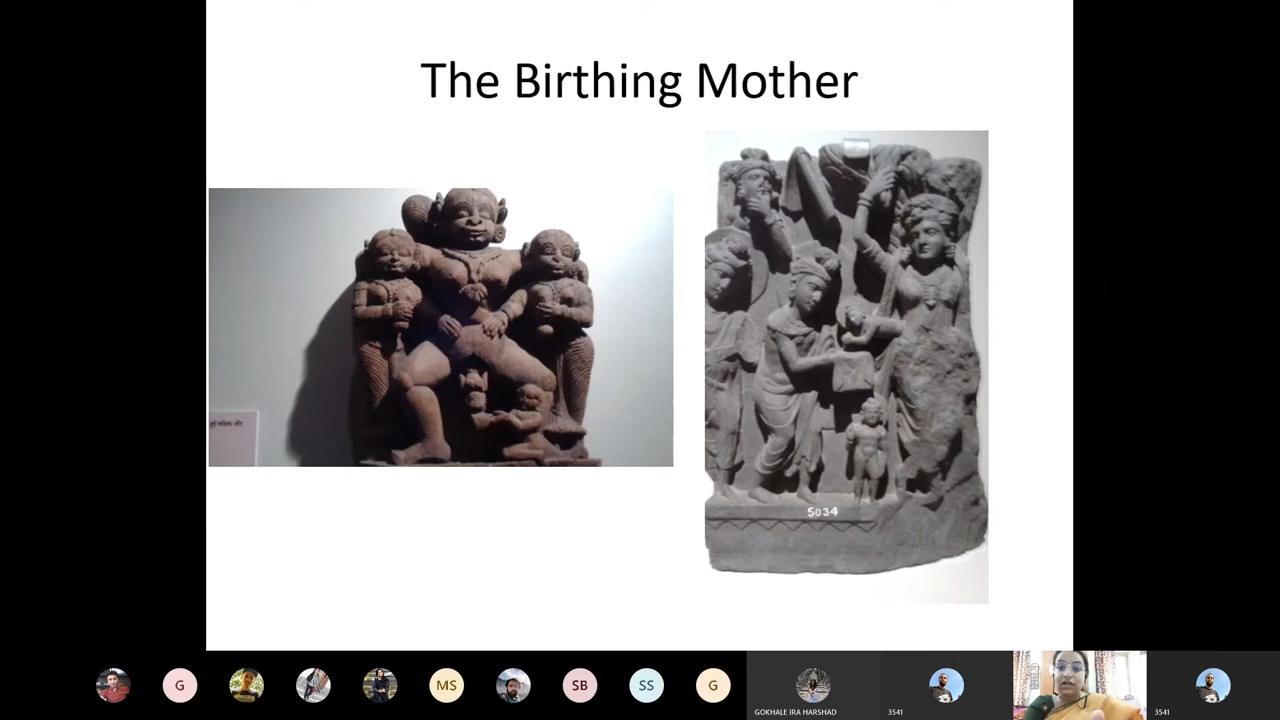 The Birthing Mother
5034
G
MS
SB
SS
G
GOKHALE IRA HARSHAD
3541
3541